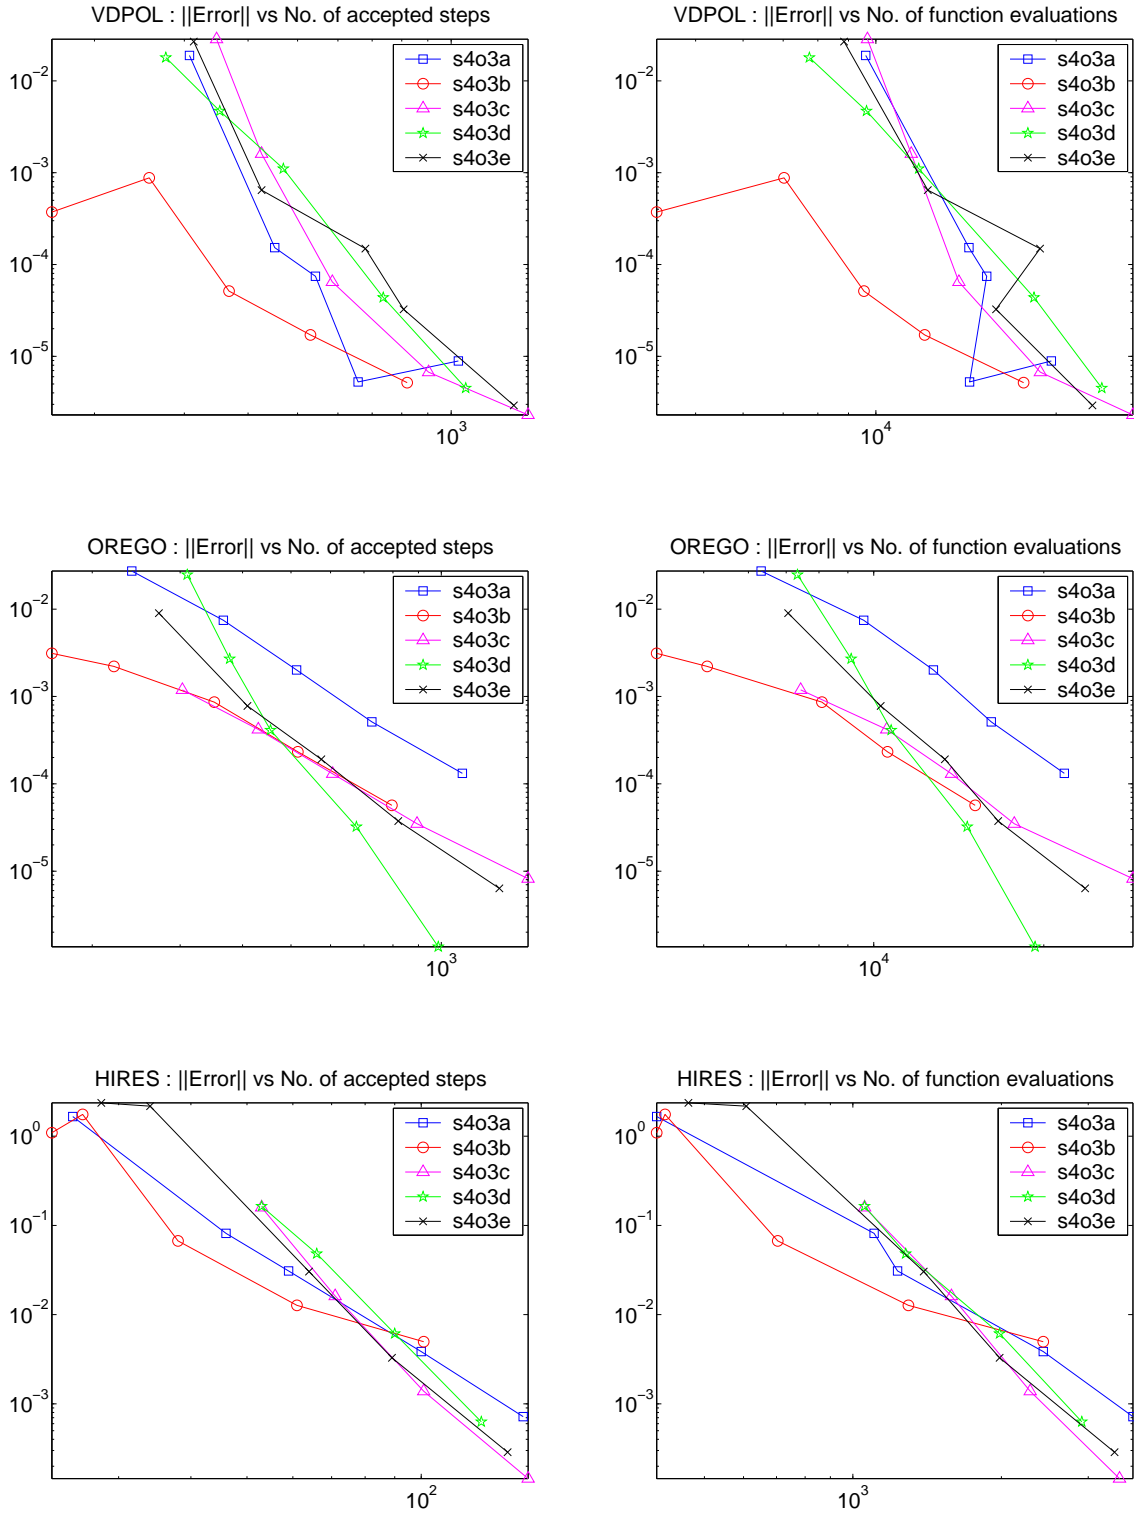 VDPOL : ||Error|| vs No. of accepted steps
10^−2
10^−3
10^−4
10^−5
10^3
s4o3a
s4o3b
s4o3c
s4o3d
s4o3e
VDPOL : ||Error|| vs No. of function evaluations
10^−2
10^−3
10^−4
10^−5
10^4
s4o3a
s4o3b
s4o3c
s4o3d
s4o3e
OREGO : ||Error|| vs No. of accepted steps
10^−2
10^−3
10^−4
10^−5
10^3
s4o3a
s4o3b
s4o3c
s4o3d
s4o3e
OREGO : ||Error|| vs No. of function evaluations
10^−2
10^−3
10^−4
10^−5
10^4
s4o3a
s4o3b
s4o3c
s4o3d
s4o3e
HIRES : ||Error|| vs No. of accepted steps
10^0
10^−1
10^−2
10^−3
10^2
s4o3a
s4o3b
s4o3c
s4o3d
s4o3e
HIRES : ||Error|| vs No. of function evaluations
10^0
10^−1
10^−2
10^−3
10^3
s4o3a
s4o3b
s4o3c
s4o3d
s4o3e